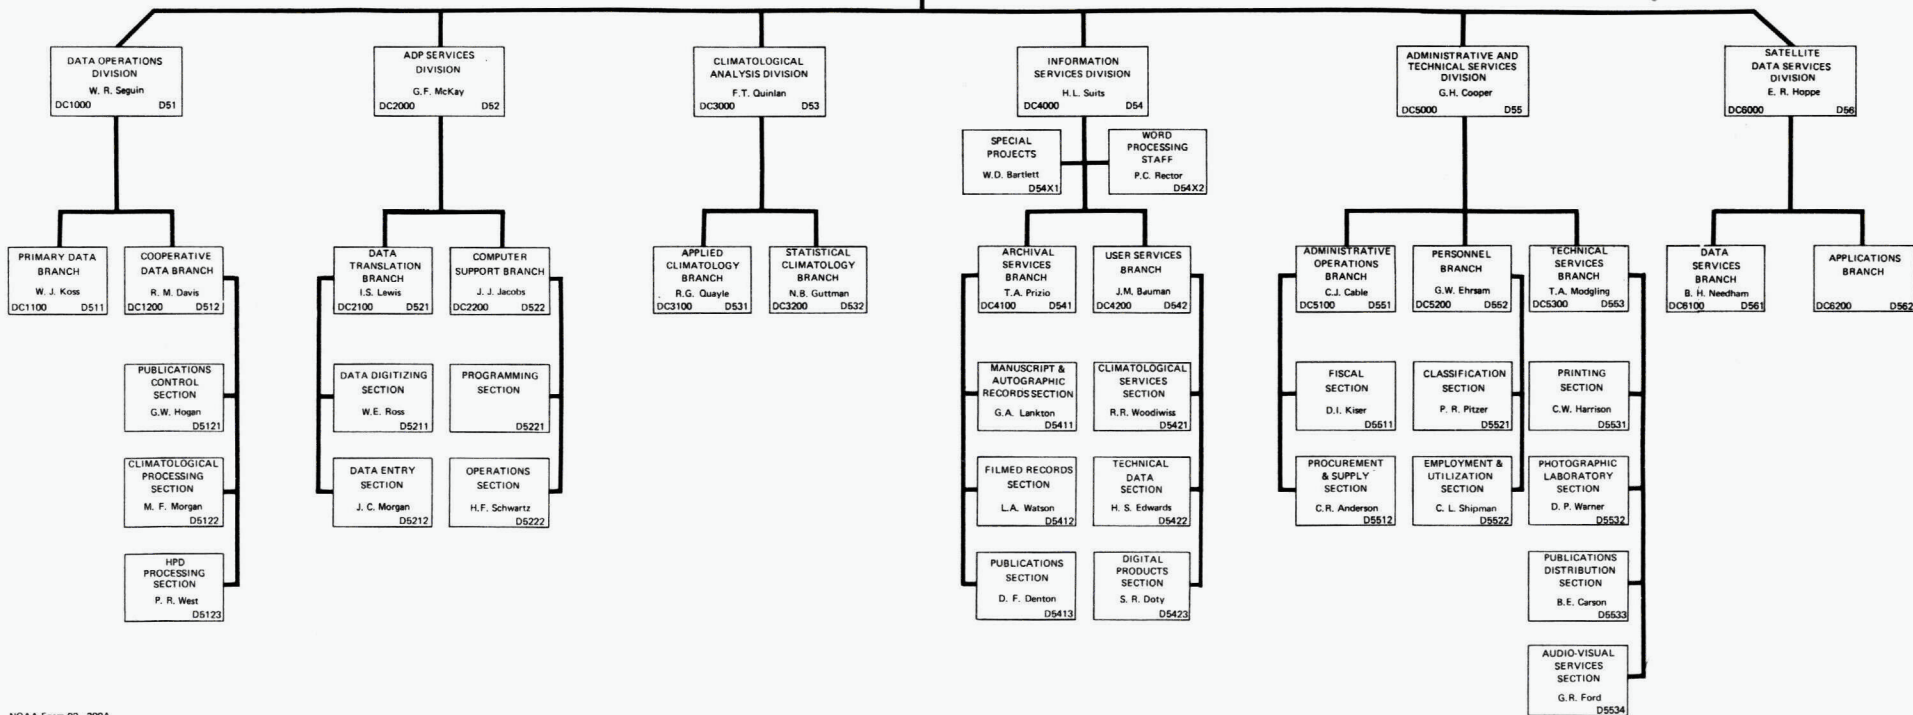 DATA OPERATIONS
DIVISION
W. R. Seguin
DC1000 D51
ADP SERVICES
DIVISION
G.F. McKay
DC2000 D52
CLIMATOLOGICAL
ANALYSIS DIVISION
F.T. Quinlan
DC3000 D53
INFORMATION
SERVICES DIVISION
H.L. Suits
DC4000 D54
ADMINISTRATIVE AND
TECHNICAL SERVICES
DIVISION
G.H. Cooper
DC5000 D55
SATELLITE
DATA SERVICES
DIVISION
E. R. Hoppe
DC6000 D56
SPECIAL
PROJECTS
W.D. Bartlett
D54X1
WORD
PROCESSING
STAFF
P.C. Rector
D54X2
PRIMARY DATA
BRANCH
W. J. Koss
DC1100 D511
COOPERATIVE
DATA BRANCH
R. M. Davis
DC1200 D512
DATA
TRANSLATION
BRANCH
I.S. Lewis
DC2100 D521
COMPUTER
SUPPORT BRANCH
J. J. Jacobs
DC2200 D522
APPLIED
CLIMATOLOGY
BRANCH
R.G. Quayle
DC3100 D531
STATISTICAL
CLIMATOLOGY
BRANCH
N.B. Guttman
DC3200 D532
ARCHIVAL
SERVICES
BRANCH
T.A. Prizio
DC4100 D541
USER SERVICES
BRANCH
J.M. Bauman
DC4200 D542
ADMINISTRATIVE
OPERATIONS
BRANCH
C.J. Cable
DC5100 D551
PERSONNEL
BRANCH
G.W. Ehrsam
DC5200 D552
TECHNICAL
SERVICES
BRANCH
T.A. Modgling
DC5300 D553
DATA
SERVICES
BRANCH
B. H. Needham
DC6100 D561
APPLICATIONS
BRANCH
DC6200 D562
PUBLICATIONS
CONTROL
SECTION
G.W. Hogan
D5121
DATA DIGITIZING
SECTION
W.E. Ross
D5211
PROGRAMMING
SECTION
D5221
MANUSCRIPT &
AUTOGRAPHIC
RECORDS SECTION
G.A. Lankton
D5411
CLIMATOLOGICAL
SERVICES
SECTION
R.R. Woodiwiss
D5421
FISCAL
SECTION
D.I. Kiser
D5511
CLASSIFICATION
SECTION
P. R. Pitzer
D5521
PRINTING
SECTION
C.W. Harrison
D5531
CLIMATOLOGICAL
PROCESSING
SECTION
M. F. Morgan
D5122
DATA ENTRY
SECTION
J. C. Morgan
D5212
OPERATIONS
SECTION
H.F. Schwartz
D5222
FILMED RECORDS
SECTION
L.A. Watson
D5412
TECHNICAL
DATA
SECTION
H. S. Edwards
D5422
PROCUREMENT
& SUPPLY
SECTION
C.R. Anderson
D5512
EMPLOYMENT &
UTILIZATION
SECTION
C. L. Shipman
D5522
PHOTOGRAPHIC
LABORATORY
SECTION
D. P. Warner
D5532
HPD
PROCESSING
SECTION
P. R. West
D5123
PUBLICATIONS
SECTION
D. F. Denton
D5413
DIGITAL
PRODUCTS
SECTION
S. R. Doty
D5423
PUBLICATIONS
DISTRIBUTION
SECTION
B.E. Carson
D5533
AUDIO-VISUAL
SERVICES
SECTION
G.R. Ford
D5534